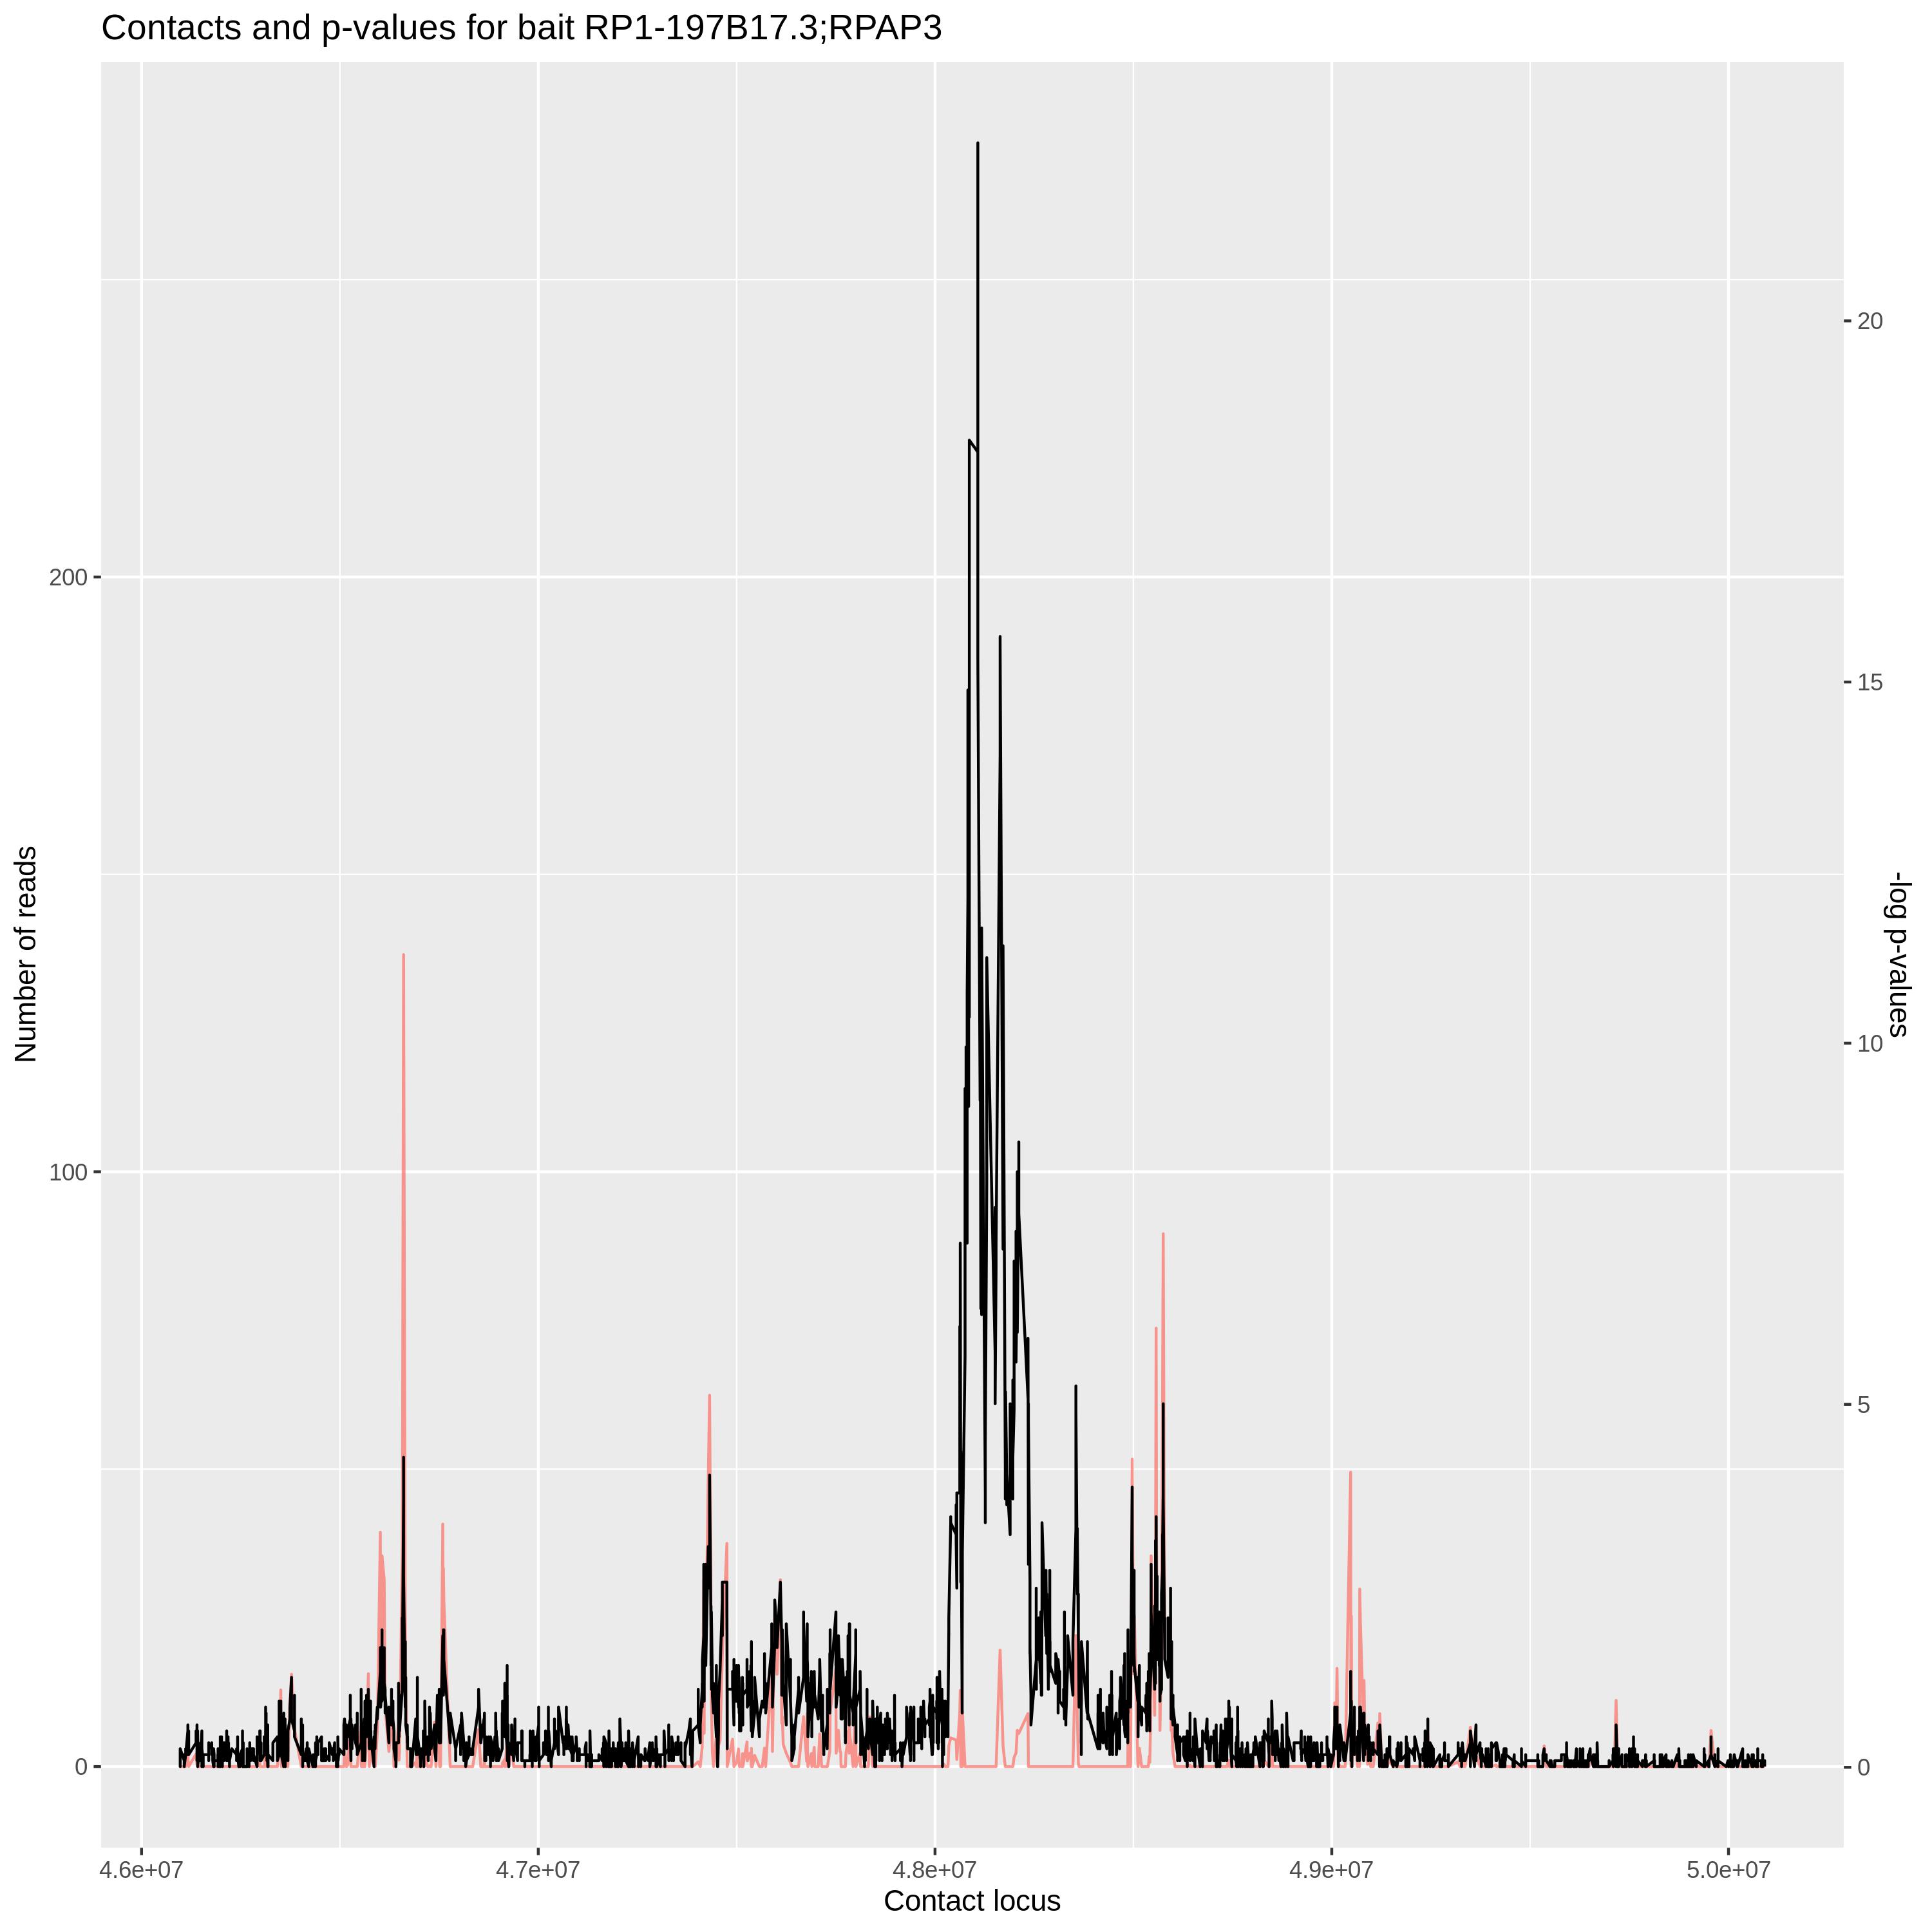 Contacts and p-values for bait RP1-197B17.3;RPAP3
Number of reads
200
100
0
20
15
10
5
0
-log p-values
4.6e+07
4.7e+07
4.8e+07
4.9e+07
5.0e+07
Contact locus